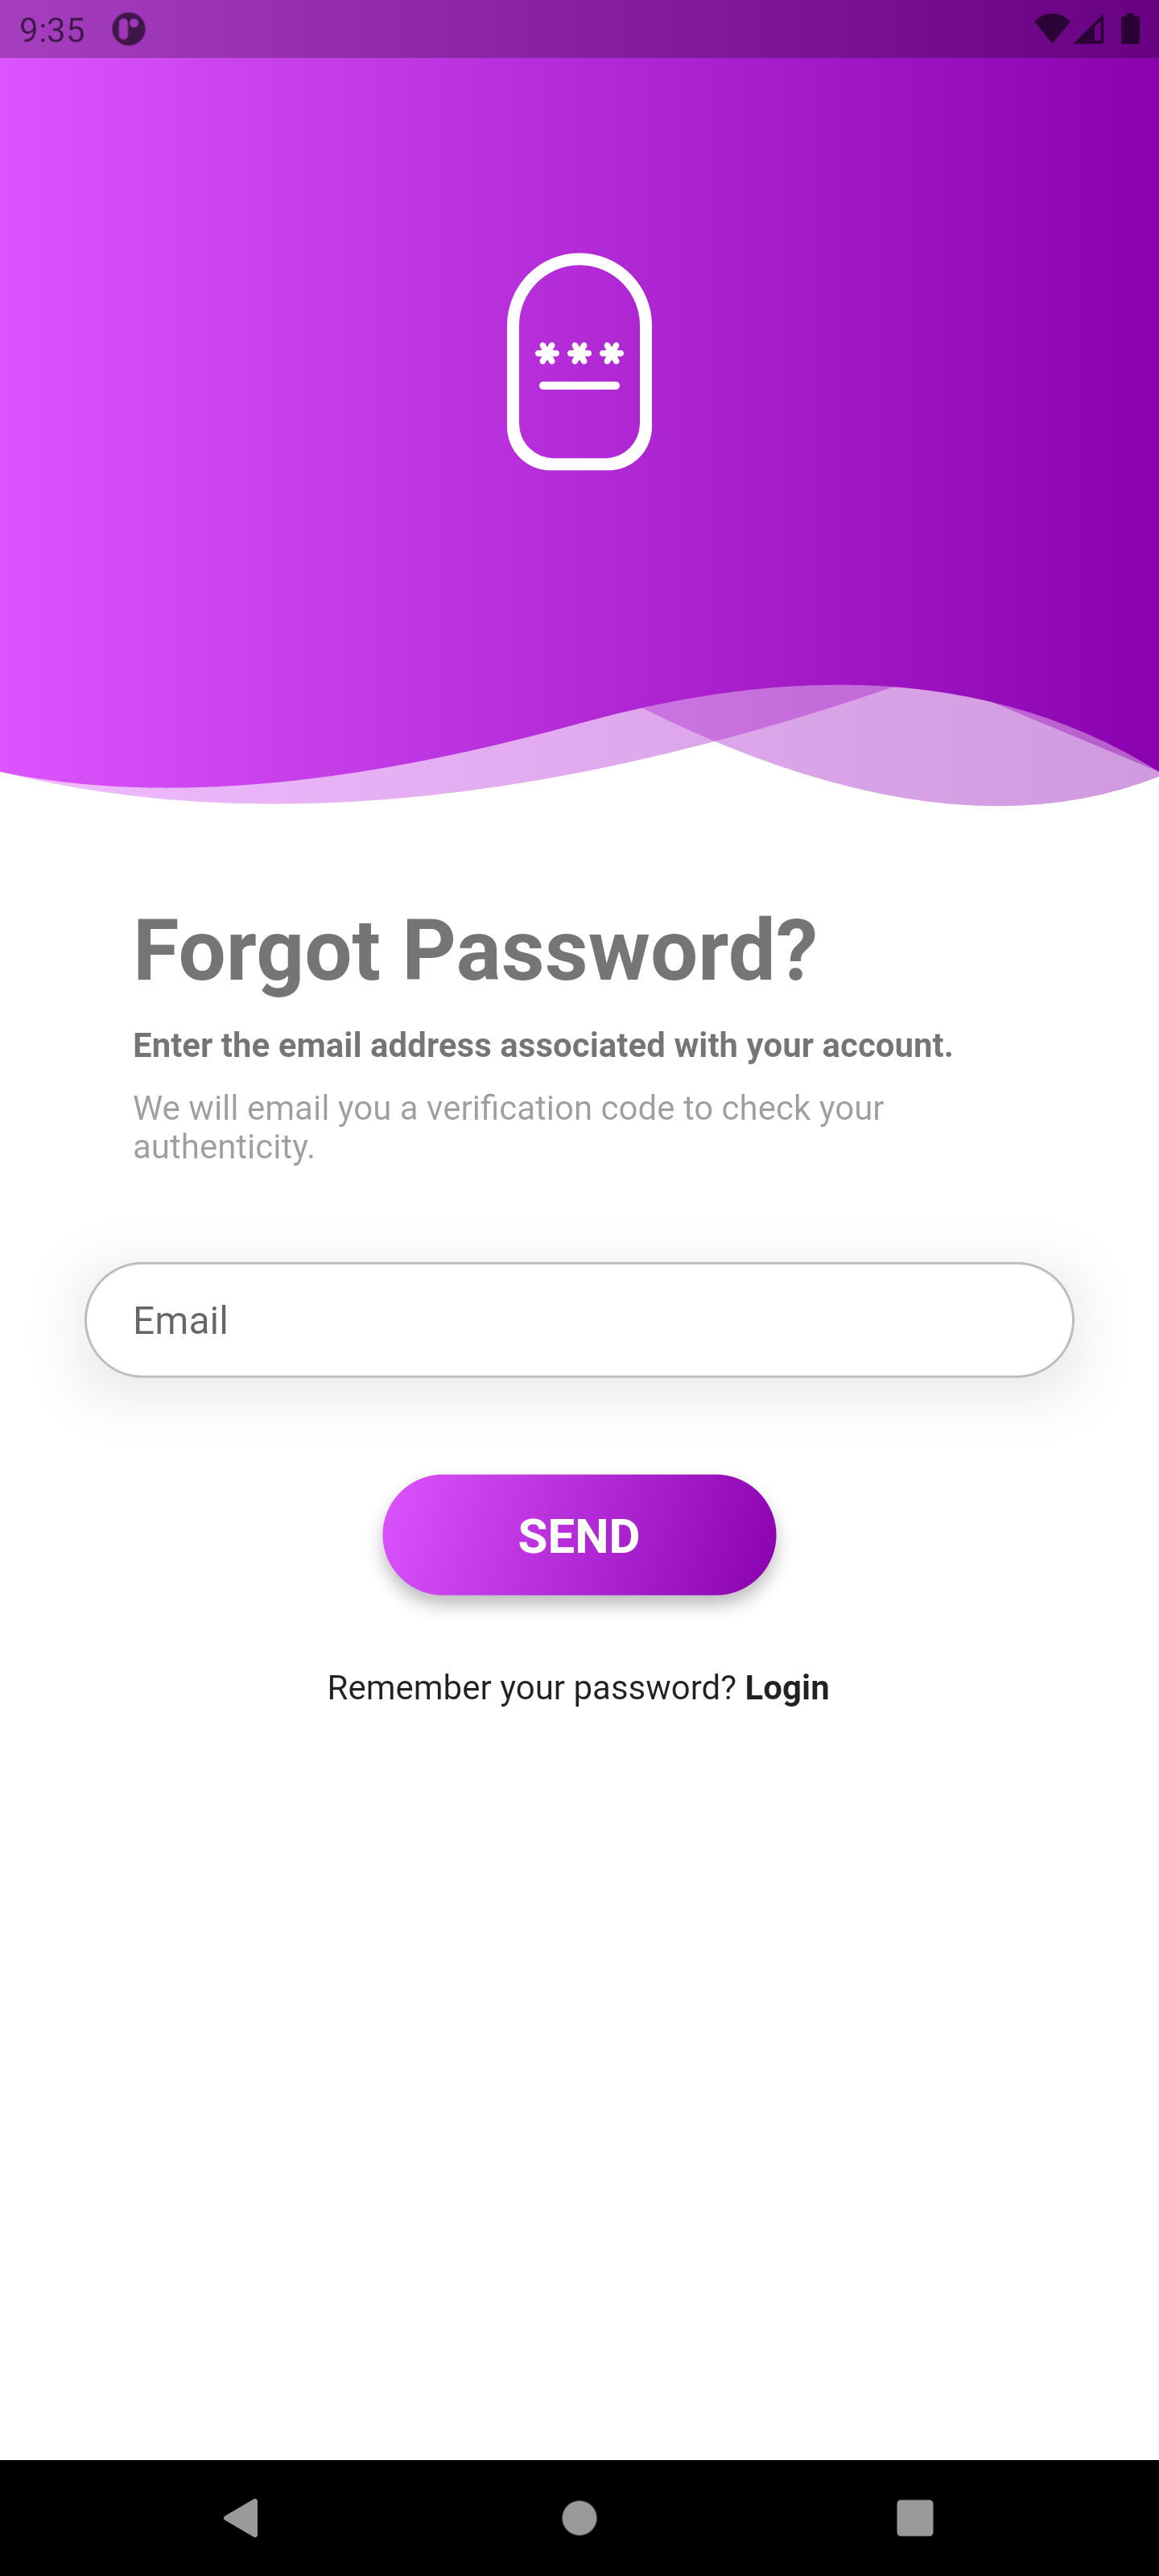 9:35
***
Forgot Password?
Enter the email address associated with your account.
We will email you a verification code to check your
authenticity.
Email
SEND
Remember your password? Login